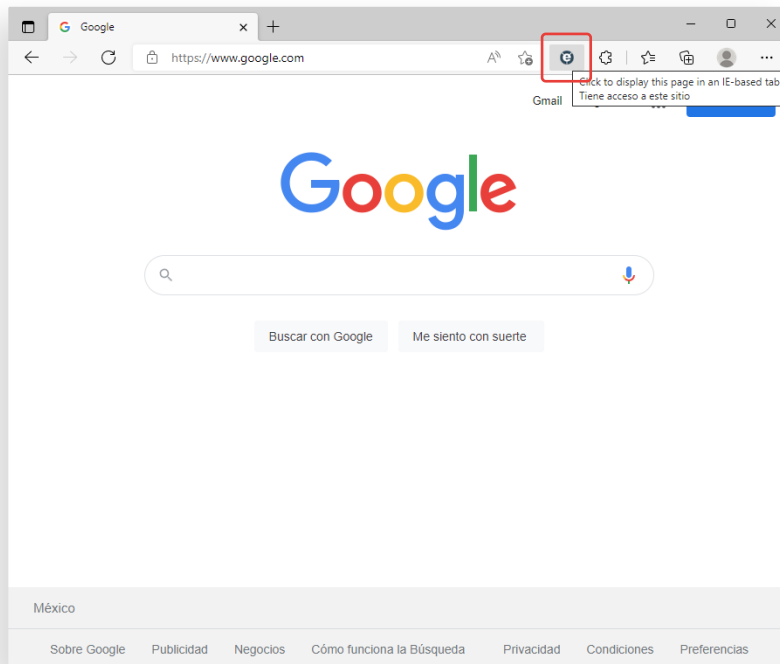 Google
https://www.google.com
Click to display this page in an IE-based tab
Tiene acceso a este sitio
Gmail
Google
Buscar con Google
Me siento con suerte
México
Sobre Google
Publicidad
Negocios
Cómo funciona la Búsqueda
Privacidad
Condiciones
Preferencias